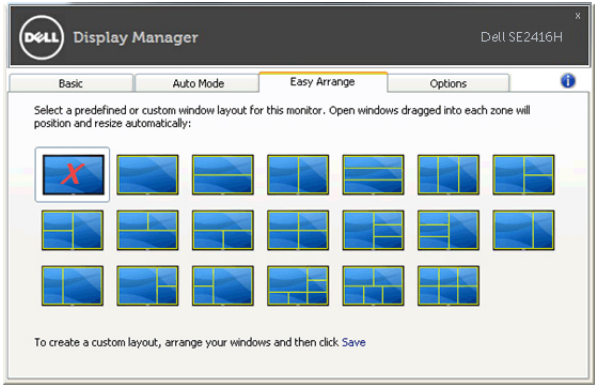 x
DELL Display Manager Dell SE2416H
Basic Auto Mode Easy Arrange Options i
Select a predefined or custom window layout for this monitor. Open windows dragged into each zone will
position and resize automatically:
X
To create a custom layout, arrange your windows and then click Save